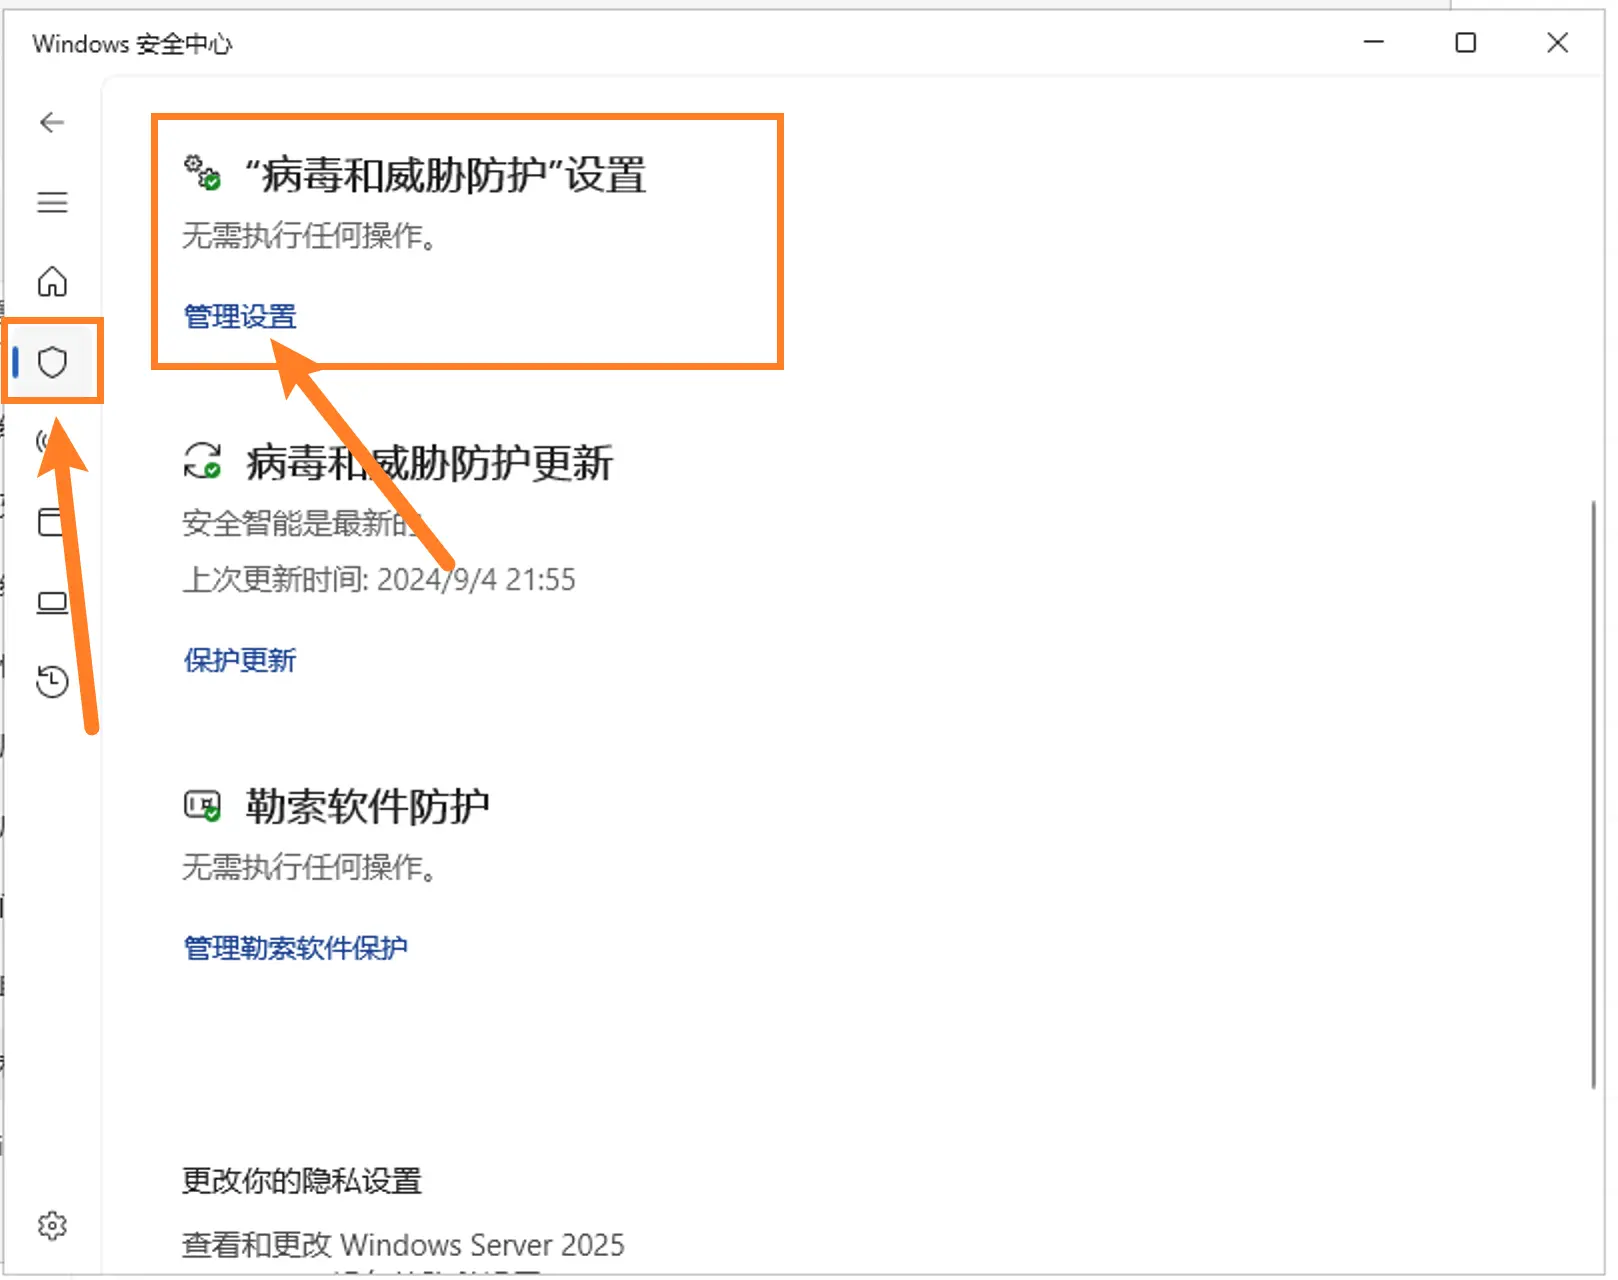 Windows 安全中心
“病毒和威胁防护”设置
无需执行任何操作。
管理设置
病毒和威胁防护更新
安全智能是最新的
上次更新时间: 2024/9/4 21:55
保护更新
勒索软件防护
无需执行任何操作。
管理勒索软件保护
更改你的隐私设置
查看和更改 Windows Server 2025